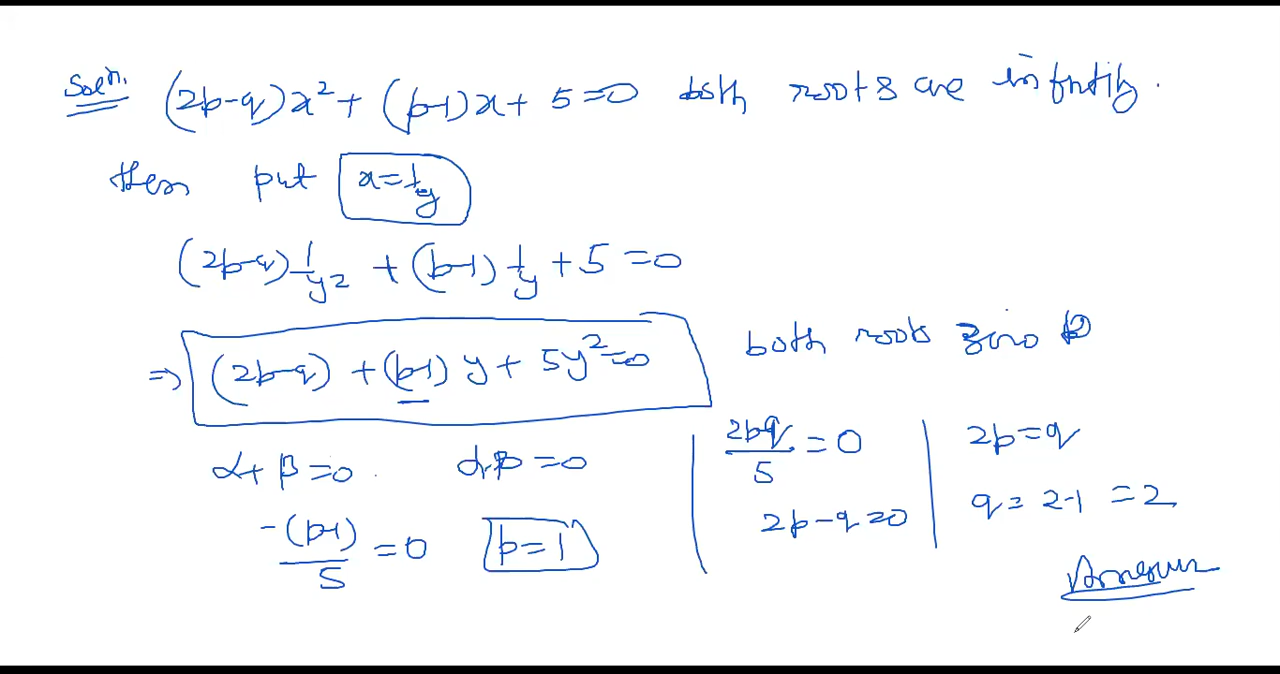 Solⁿ. (2p-q)x² + (p-1)x + 5 = 0 both roots are infinity.
then put x = 1/y
(2p-q) 1/y² + (p-1) 1/y + 5 = 0
⇒ (2p-q) + (p-1) y + 5y² = 0 both roots zero
α + β = 0 α.β = 0
-(p-1)/5 = 0 p = 1
2p-q/5 = 0
2p - q = 0
2p = q
q = 2·1 = 2
Answer